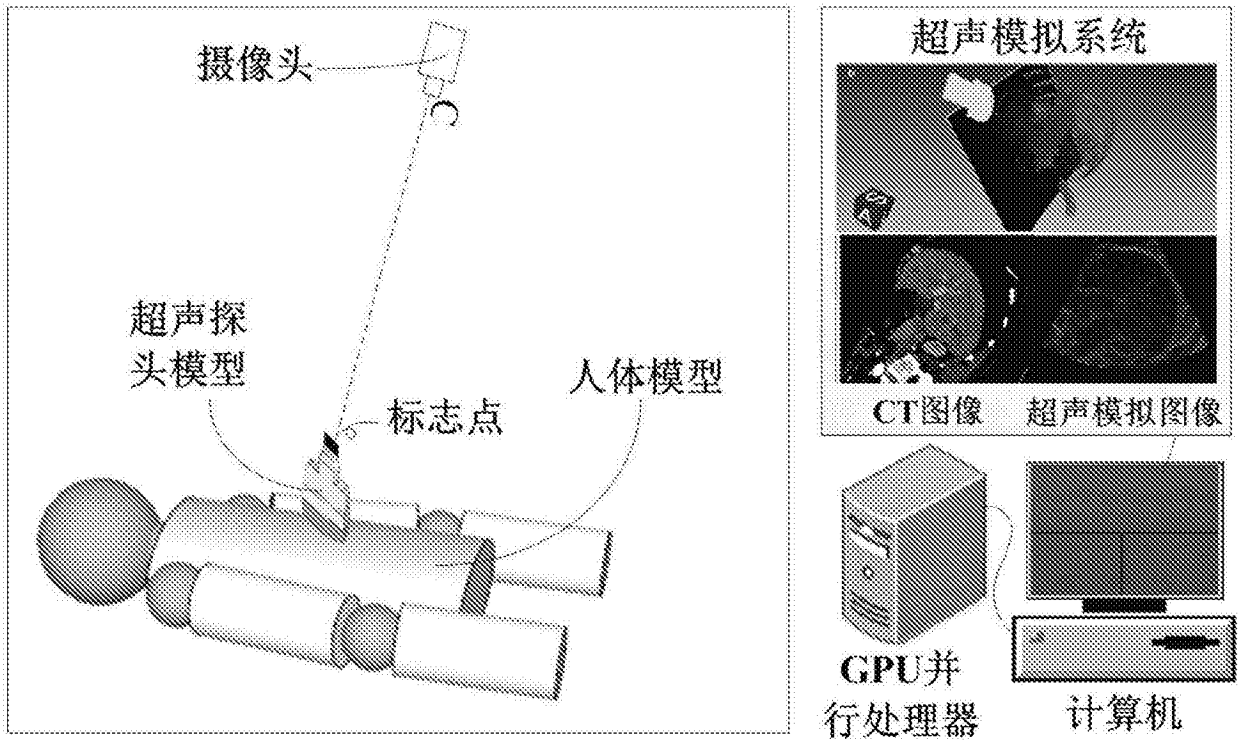 摄像头
超声探
头模型
标志点
人体模型
超声模拟系统
CT图像
超声模拟图像
GPU并
行处理器
计算机